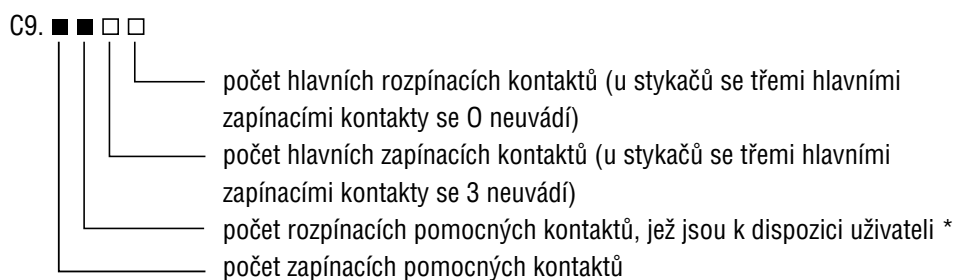 C9. ■ ■ □ □
počet hlavních rozpínacích kontaktů (u stykačů se třemi hlavními
zapínacími kontakty se O neuvádí)
počet hlavních zapínacích kontaktů (u stykačů se třemi hlavními
zapínacími kontakty se 3 neuvádí)
počet rozpínacích pomocných kontaktů, jež jsou k dispozici uživateli *
počet zapínacích pomocných kontaktů